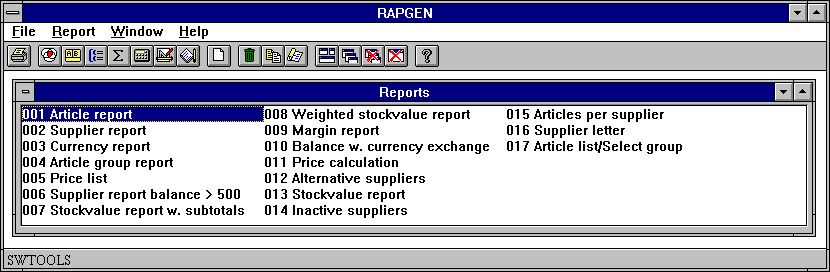 RAPGEN
File Report Window Help
Reports
001 Article report
002 Supplier report
003 Currency report
004 Article group report
005 Price list
006 Supplier report balance > 500
007 Stockvalue report w. subtotals
008 Weighted stockvalue report
009 Margin report
010 Balance w. currency exchange
011 Price calculation
012 Alternative suppliers
013 Stockvalue report
014 Inactive suppliers
015 Articles per supplier
016 Supplier letter
017 Article list/Select group
SWTOOLS